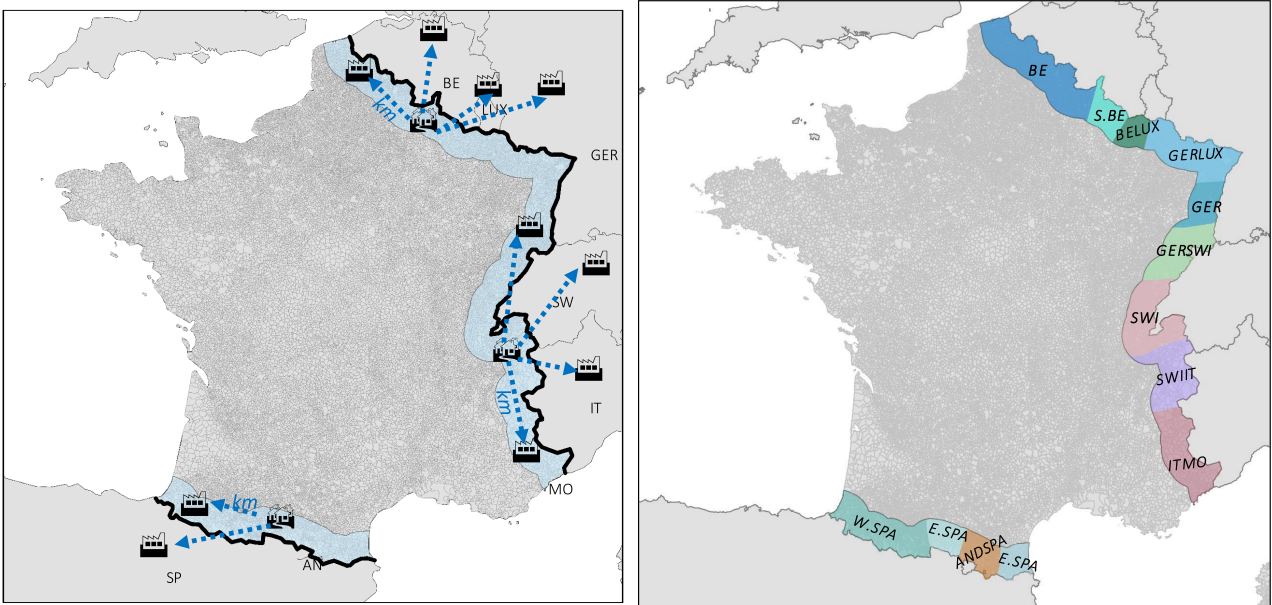 BE
km
LUX
GER
SW
IT
km
MO
km
AN
SP
BE
S.BE
BELUX
GERLUX
GER
GERSWI
SWI
SWIIT
ITMO
W.SPA
E.SPA
ANDSPA
E.SPA